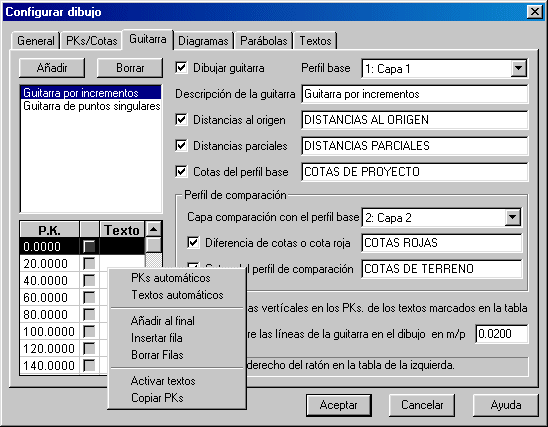 Configurar dibujo
General PKs/Cotas Guitarra Diagramas Parábolas Textos
Añadir Borrar
Guitarra por incrementos
Guitarra de puntos singulares
Dibujar guitarra Perfil base 1: Capa 1
Descripción de la guitarra Guitarra por incrementos
Distancias al origen DISTANCIAS AL ORIGEN
Distancias parciales DISTANCIAS PARCIALES
Cotas del perfil base COTAS DE PROYECTO
Perfil de comparación
Capa comparación con el perfil base 2: Capa 2
Diferencia de cotas o cota roja COTAS ROJAS
del perfil de comparación COTAS DE TERRENO
as vertícales en los PKs. de los textos marcados en la tabla
re las líneas de la guitarra en el dibujo en m/p 0.0200
derecho del ratón en la tabla de la izquierda.
P.K. Texto
0.0000
20.0000
40.0000
60.0000
80.0000
100.0000
120.0000
140.0000
PKs automáticos
Textos automáticos
Añadir al final
Insertar fila
Borrar Filas
Activar textos
Copiar PKs
Aceptar Cancelar Ayuda